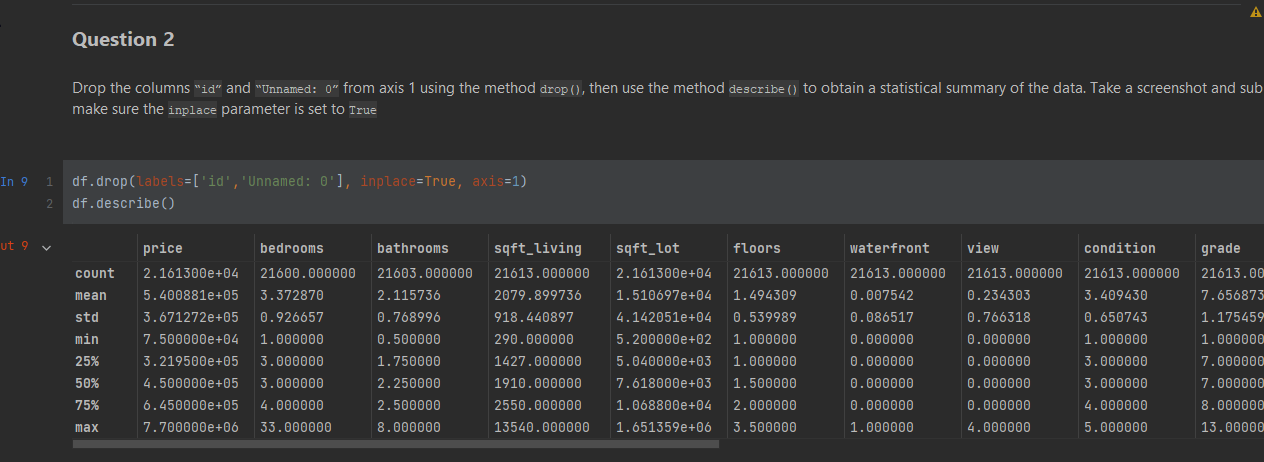 Question 2
Drop the columns "id" and "Unnamed: 0" from axis 1 using the method drop(), then use the method describe() to obtain a statistical summary of the data. Take a screenshot and sub
make sure the inplace parameter is set to True
In 9 1 df.drop(labels=['id','Unnamed: 0'], inplace=True, axis=1)
2 df.describe()
ut 9
price bedrooms bathrooms sqft_living sqft_lot floors waterfront view condition grade
count 2.161300e+04 21600.000000 21603.000000 21613.000000 2.161300e+04 21613.000000 21613.000000 21613.000000 21613.000000 21613.00
mean 5.400881e+05 3.372870 2.115736 2079.899736 1.510697e+04 1.494309 0.007542 0.234303 3.409430 7.656873
std 3.671272e+05 0.926657 0.768996 918.440897 4.142051e+04 0.539989 0.086517 0.766318 0.650743 1.175459
min 7.500000e+04 1.000000 0.500000 290.000000 5.200000e+02 1.000000 0.000000 0.000000 1.000000 1.000000
25% 3.219500e+05 3.000000 1.750000 1427.000000 5.040000e+03 1.000000 0.000000 0.000000 3.000000 7.000000
50% 4.500000e+05 3.000000 2.250000 1910.000000 7.618000e+03 1.500000 0.000000 0.000000 3.000000 7.000000
75% 6.450000e+05 4.000000 2.500000 2550.000000 1.068800e+04 2.000000 0.000000 0.000000 4.000000 8.000000
max 7.700000e+06 33.000000 8.000000 13540.000000 1.651359e+06 3.500000 1.000000 4.000000 5.000000 13.00000